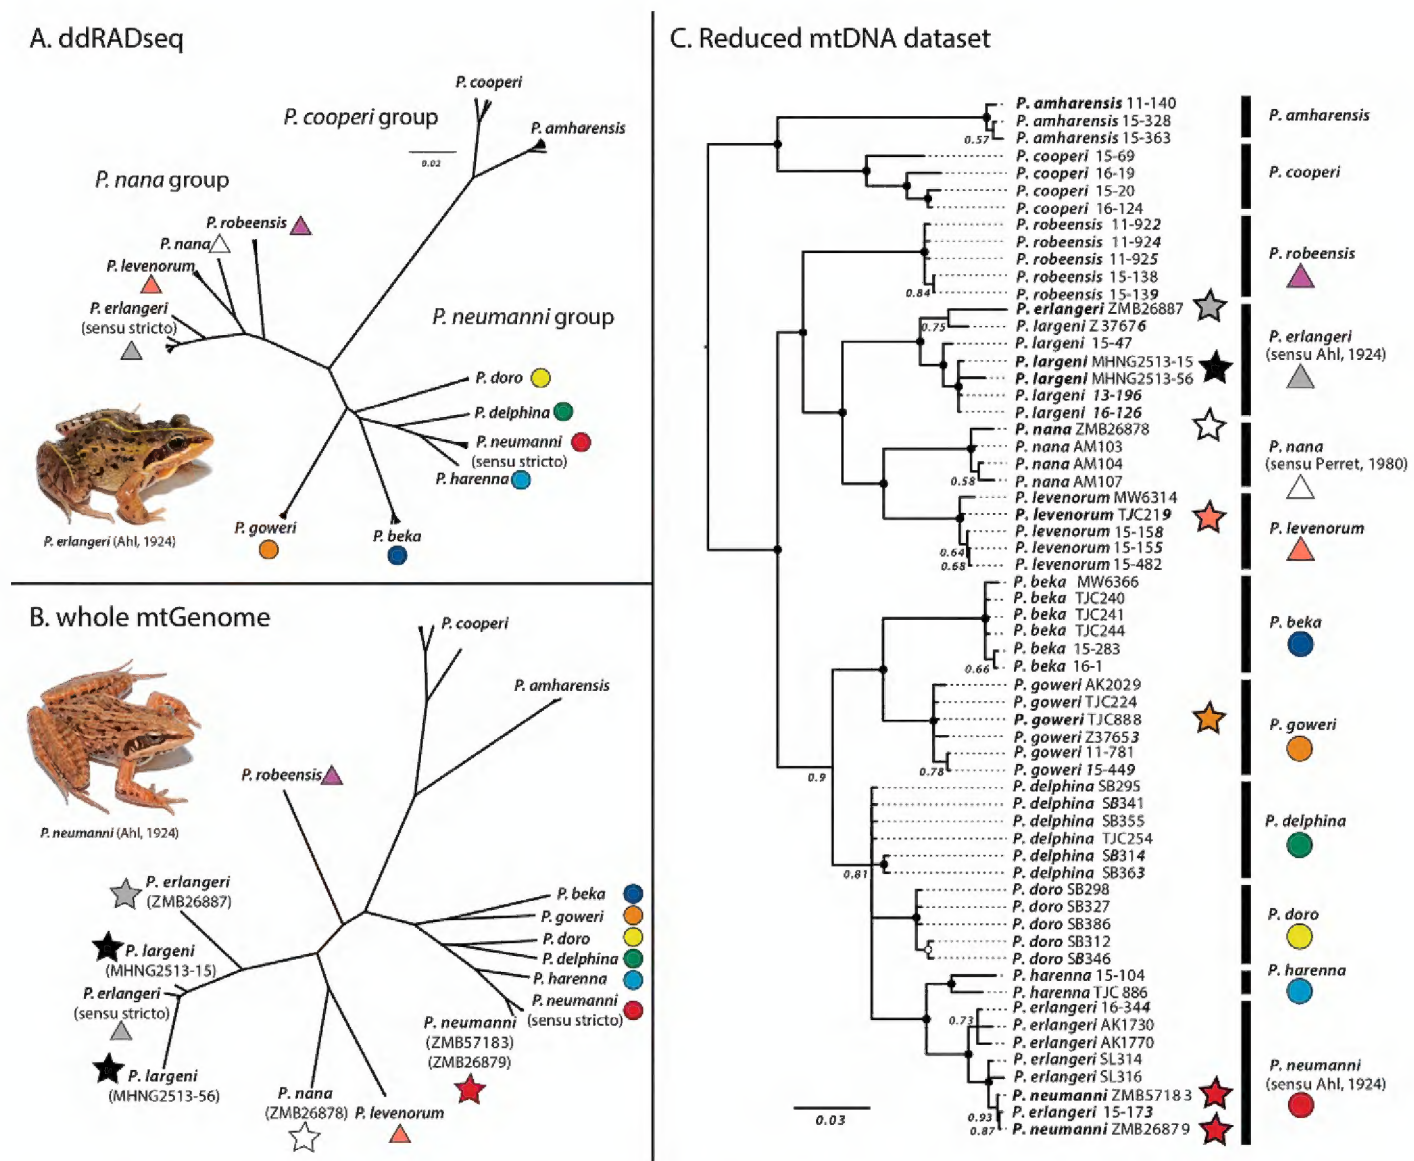 A. ddRADseq
P. cooperi
P. cooperi group
P. amharensis
0.02
P. nana group
P. robeensis
P. nana
P. levenorum
P. erlangeri
(sensu stricto)
P. neumanni group
P. doro
P. delphina
P. neumanni
(sensu stricto)
P. harenna
P. goweri
P. beka
P. erlangeri (Ahl, 1924)
B. whole mtGenome
P. cooperi
P. amharensis
P. robeensis
P. neumanni (Ahl, 1924)
P. erlangeri
(ZMB26887)
P. largeni
(MHNG2513-15)
P. erlangeri
(sensu stricto)
P. largeni
(MHNG2513-56)
P. nana
(ZMB26878)
P. levenorum
P. beka
P. goweri
P. doro
P. delphina
P. harenna
P. neumanni
(sensu stricto)
P. neumanni
(ZMB57183)
(ZMB26879)
C. Reduced mtDNA dataset
P. amharensis 11-140
P. amharensis 15-328
P. amharensis 15-363
0.57
P. cooperi 15-69
P. cooperi 16-19
P. cooperi 15-20
P. cooperi 16-124
P. robeensis 11-922
P. robeensis 11-924
P. robeensis 11-925
P. robeensis 15-138
P. robeensis 15-139
0.84
P. erlangeri ZMB26887
P. largeni Z37676
0.75
P. largeni 15-47
P. largeni MHNG2513-15
P. largeni MHNG2513-56
P. largeni 13-196
P. largeni 16-126
P. nana ZMB26878
P. nana AM103
P. nana AM104
P. nana AM107
0.58
P. levenorum MW6314
P. levenorum TJC219
P. levenorum 15-158
P. levenorum 15-155
0.64
P. levenorum 15-482
0.68
P. beka MW6366
P. beka TJC240
P. beka TJC241
P. beka TJC244
P. beka 15-283
P. beka 16-1
0.66
P. goweri AK2029
P. goweri TJC224
P. goweri TJC888
P. goweri Z37653
P. goweri 11-781
P. goweri 15-449
0.78
0.9
P. delphina SB295
P. delphina SB341
P. delphina SB355
P. delphina TJC254
P. delphina SB314
P. delphina SB363
0.81
P. doro SB298
P. doro SB327
P. doro SB386
P. doro SB312
P. doro SB346
P. harenna 15-104
P. harenna TJC 886
P. erlangeri 16-344
0.73
P. erlangeri AK1730
P. erlangeri AK1770
P. erlangeri SL314
P. erlangeri SL316
P. neumanni ZMB57183
P. erlangeri 15-173
0.93
P. neumanni ZMB26879
0.87
0.03
P. amharensis
P. cooperi
P. robeensis
P. erlangeri
(sensu Ahl, 1924)
P. nana
(sensu Perret, 1980)
P. levenorum
P. beka
P. goweri
P. delphina
P. doro
P. harenna
P. neumanni
(sensu Ahl, 1924)